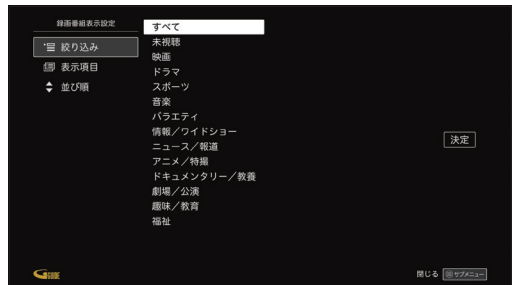 録画番組表示設定
絞り込み
表示項目
並び順
すべて
未視聴
映画
ドラマ
スポーツ
音楽
バラエティ
情報／ワイドショー
ニュース／報道
アニメ／特撮
ドキュメンタリー／教養
劇場／公演
趣味／教育
福祉
決定
G GUIDE
閉じる サブメニュー